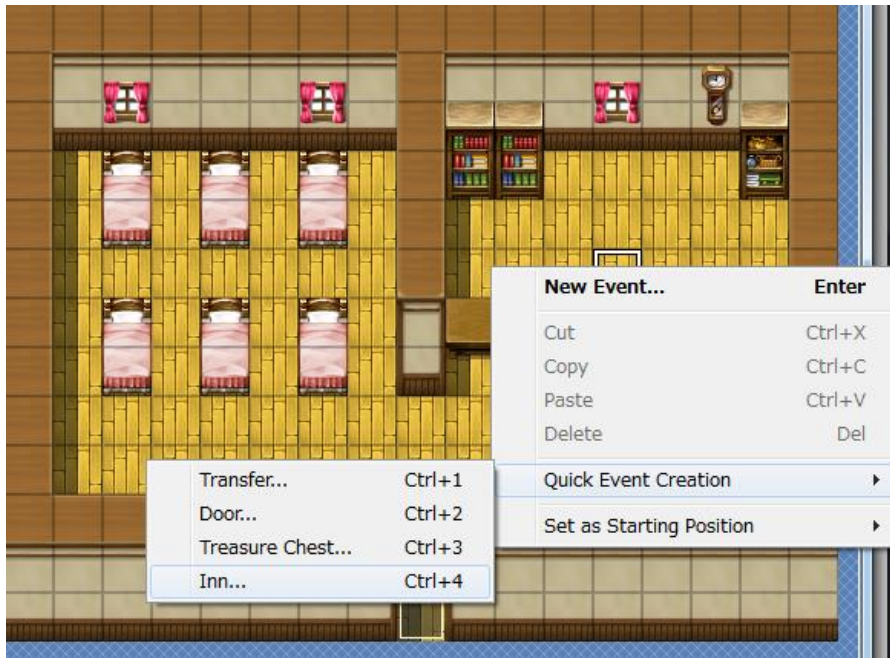 New Event... Enter
Cut Ctrl+X
Copy Ctrl+C
Paste Ctrl+V
Delete Del
Quick Event Creation
Set as Starting Position
Transfer... Ctrl+1
Door... Ctrl+2
Treasure Chest... Ctrl+3
Inn... Ctrl+4